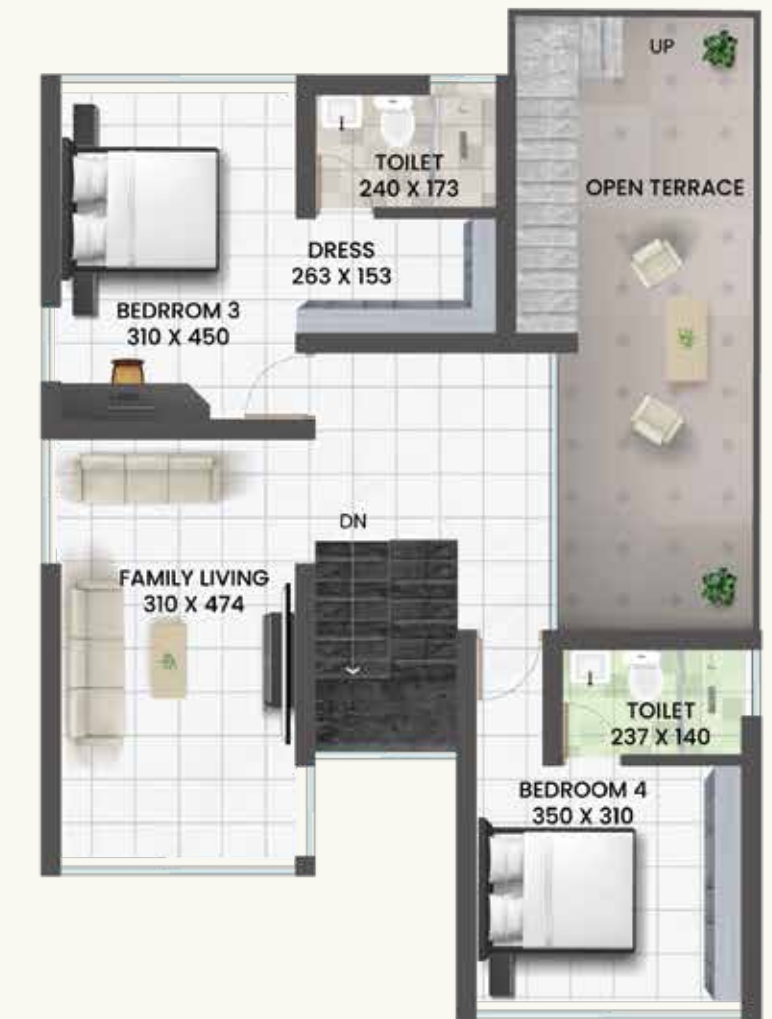 UP
TOILET
240 X 173
OPEN TERRACE
DRESS
263 X 153
BEDRROM 3
310 X 450
DN
FAMILY LIVING
310 X 474
TOILET
237 X 140
BEDROOM 4
350 X 310